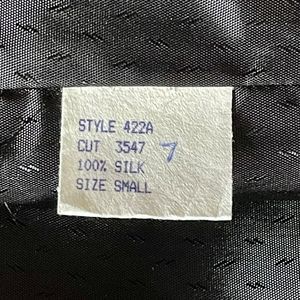 STYLE 422A
CUT 3547 7
100% SILK
SIZE SMALL